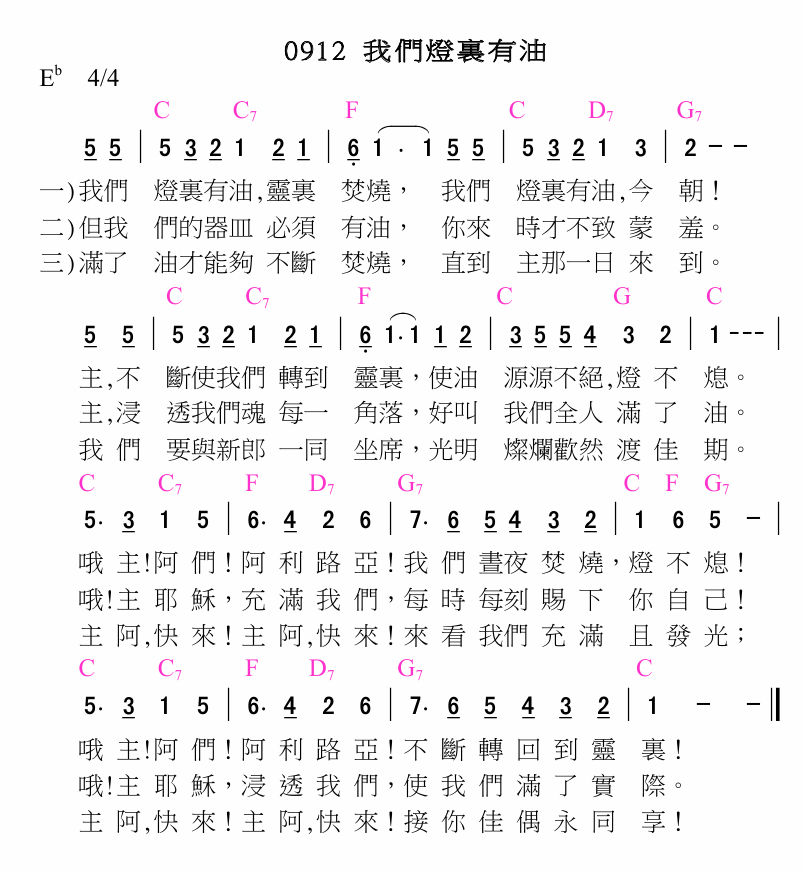 0912 我們燈裏有油
E♭ 4/4
C C7 F C D7 G7
5 5 | 5 3 2 1 2 1 | 6 1 . 1 5 5 | 5 3 2 1 3 | 2 – –
一)我們 燈裏有油,靈裏 焚燒, 我們 燈裏有油,今 朝!
二)但我 們的器皿 必須 有油, 你來 時才不致 蒙 羞。
三)滿了 油才能夠 不斷 焚燒, 直到 主那一日 來 到。
C C7 F C G C
5 5 | 5 3 2 1 2 1 | 6 1·1 1 2 | 3 5 5 4 3 2 | 1 --- |
主,不 斷使我們 轉到 靈裏,使油 源源不絕,燈 不 熄。
主,浸 透我們魂 每一 角落,好叫 我們全人 滿 了 油。
我 們 要與新郎 一同 坐席,光明 燦爛歡然 渡 佳 期。
C C7 F D7 G7 C F G7
5· 3 1 5 | 6· 4 2 6 | 7· 6 5 4 3 2 | 1 6 5 – |
哦 主!阿 們!阿 利 路 亞!我 們 晝夜 焚 燒,燈 不 熄!
哦!主 耶 穌,充 滿 我 們,每 時 每刻 賜 下 你 自 己!
主 阿,快 來!主 阿,快 來!來 看 我們 充 滿 且 發 光;
C C7 F D7 G7 C
5· 3 1 5 | 6· 4 2 6 | 7· 6 5 4 3 2 | 1 – – ‖
哦 主!阿 們!阿 利 路 亞!不 斷 轉 回 到 靈 裏!
哦!主 耶 穌,浸 透 我 們,使 我 們 滿 了 實 際。
主 阿,快 來!主 阿,快 來!接 你 佳 偶 永 同 享!